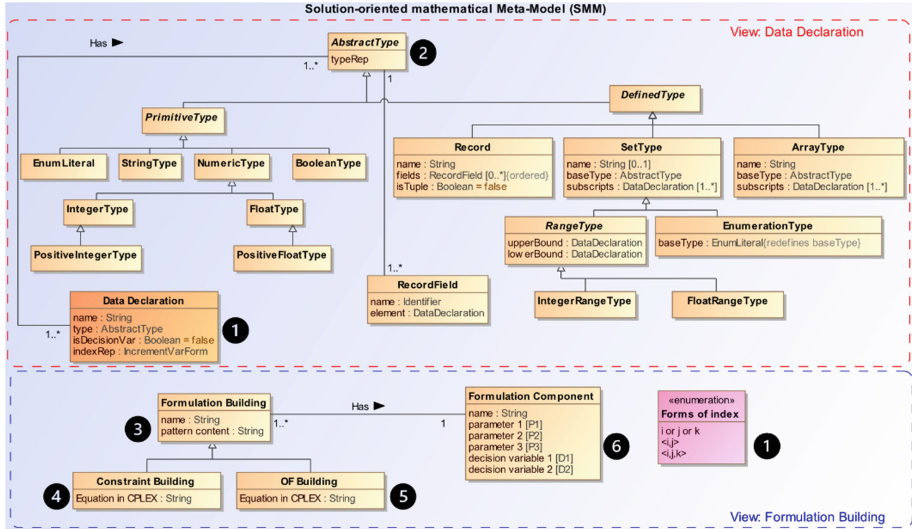 Solution-oriented mathematical Meta-Model (SMM)
View: Data Declaration
Has
AbstractType
typeRep
2
1..*
1
PrimitiveType
DefinedType
EnumLiteral
StringType
NumericType
BooleanType
Record
name : String
fields : RecordField [0..*]{ordered}
isTuple : Boolean = false
SetType
name : String [0..1]
baseType : AbstractType
subscripts : DataDeclaration [1..*]
ArrayType
name : String
baseType : AbstractType
subscripts : DataDeclaration [1..*]
IntegerType
FloatType
RangeType
upperBound : DataDeclaration
lowerBound : DataDeclaration
EnumerationType
baseType : EnumLiteral{redefines baseType}
PositiveIntegerType
PositiveFloatType
1..*
RecordField
name : Identifier
element : DataDeclaration
IntegerRangeType
FloatRangeType
Data Declaration
name : String
type : AbstractType
isDecisionVar : Boolean = false
indexRep : IncrementVarForm
1..*
1
Formulation Building
name : String
pattern content : String
3
Has
1..*
1
Formulation Component
name : String
parameter 1 [P1]
parameter 2 [P2]
parameter 3 [P3]
decision variable 1 [D1]
decision variable 2 [D2]
6
«enumeration»
Forms of index
i or j or k
<i,j>
<i,j,k>
1
4
Constraint Building
Equation in CPLEX : String
OF Building
Equation in CPLEX : String
5
View: Formulation Building